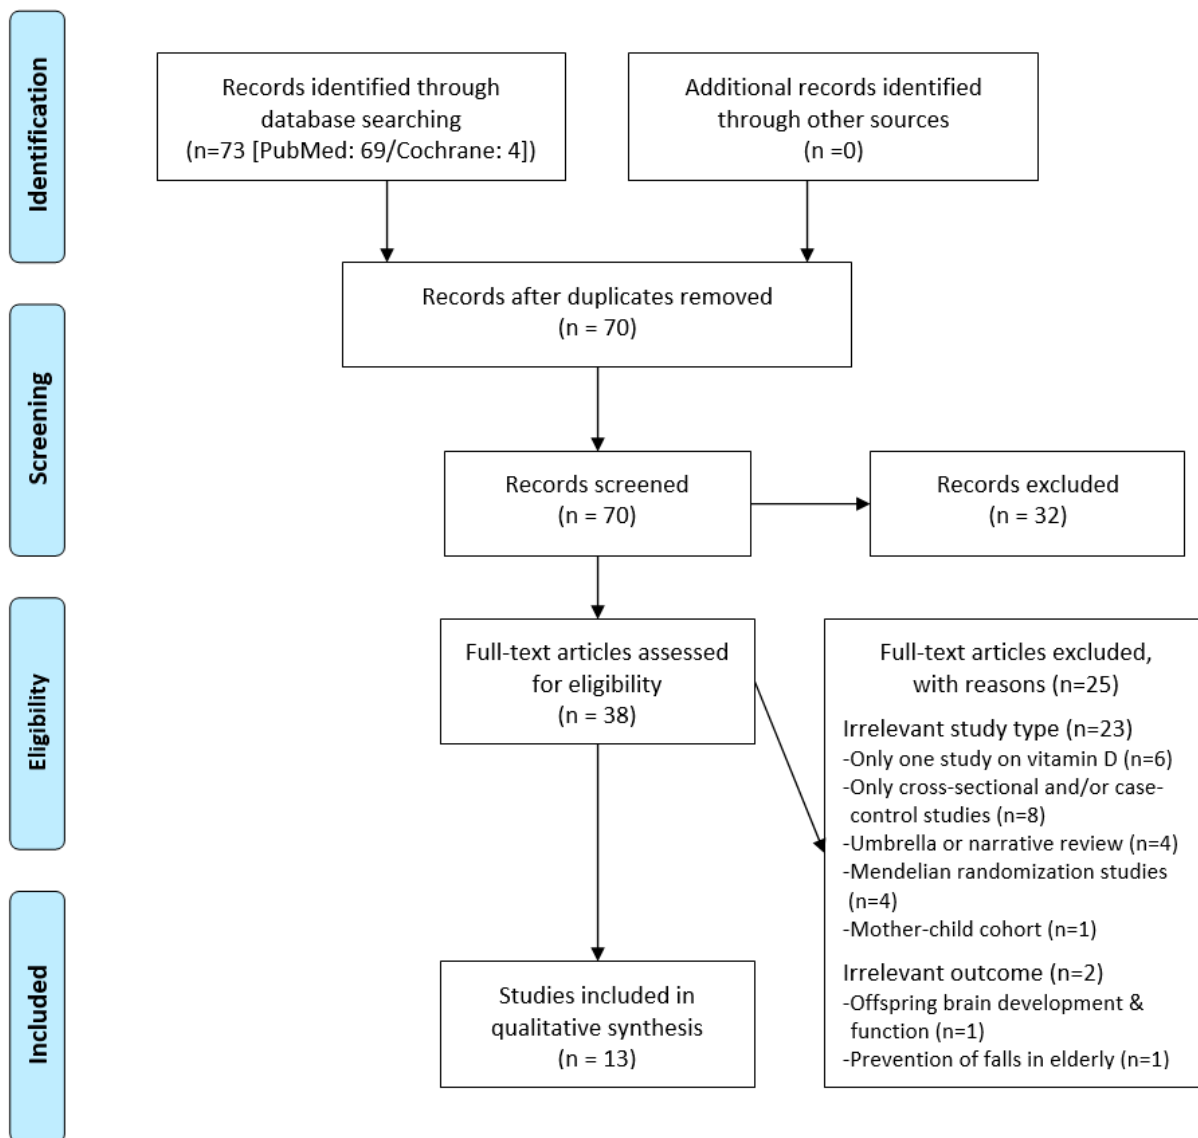 Identification
Records identified through
database searching
(n=73 [PubMed: 69/Cochrane: 4])
Additional records identified
through other sources
(n =0)
Records after duplicates removed
(n = 70)
Screening
Records screened
(n = 70)
Records excluded
(n = 32)
Eligibility
Full-text articles assessed
for eligibility
(n = 38)
Full-text articles excluded,
with reasons (n=25)
Irrelevant study type (n=23)
-Only one study on vitamin D (n=6)
-Only cross-sectional and/or case-
control studies (n=8)
-Umbrella or narrative review (n=4)
-Mendelian randomization studies
(n=4)
-Mother-child cohort (n=1)
Irrelevant outcome (n=2)
-Offspring brain development &
function (n=1)
-Prevention of falls in elderly (n=1)
Included
Studies included in
qualitative synthesis
(n = 13)